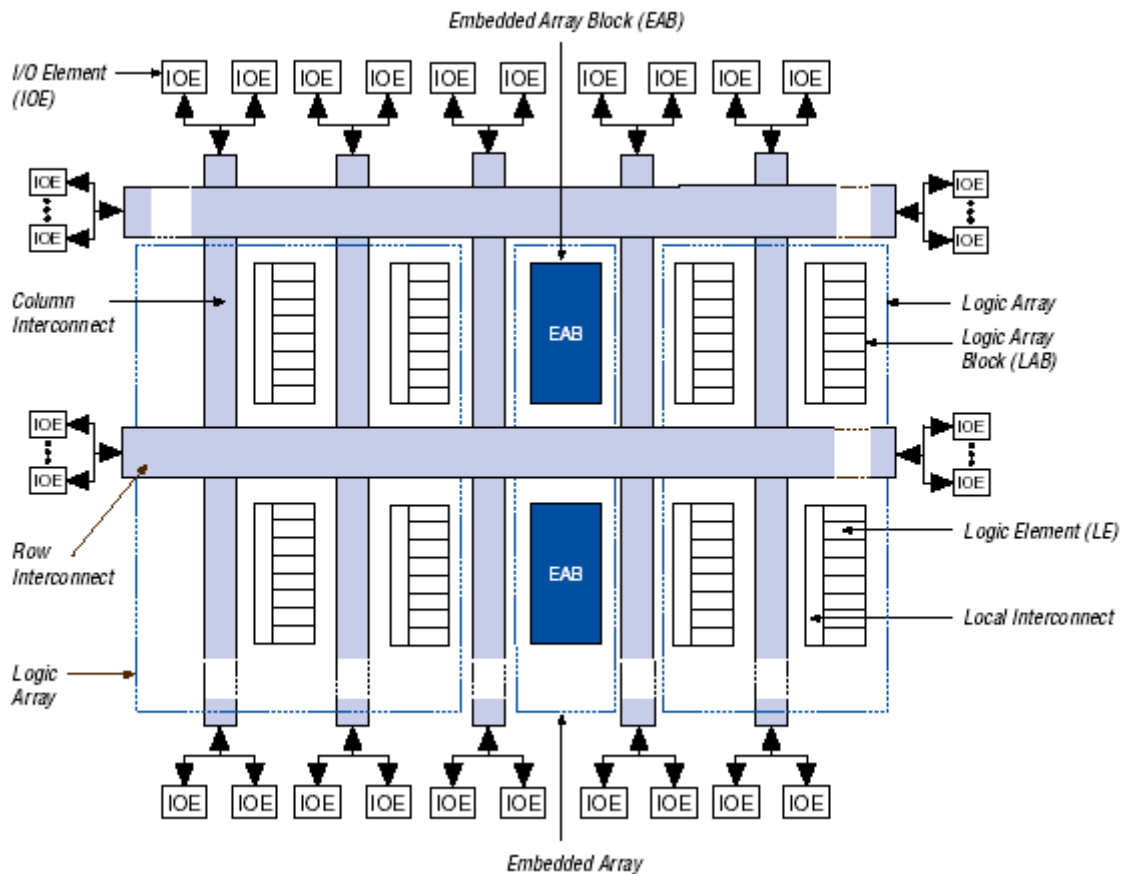 Embedded Array Block (EAB)
I/O Element
(IOE)
IOE IOE IOE IOE IOE IOE IOE IOE IOE IOE
IOE IOE
IOE IOE
Column
Interconnect
EAB
Logic Array
Logic Array
Block (LAB)
IOE IOE
IOE IOE
Row
Interconnect
EAB
Logic Element (LE)
Local Interconnect
Logic
Array
IOE IOE IOE IOE IOE IOE IOE IOE IOE IOE
Embedded Array